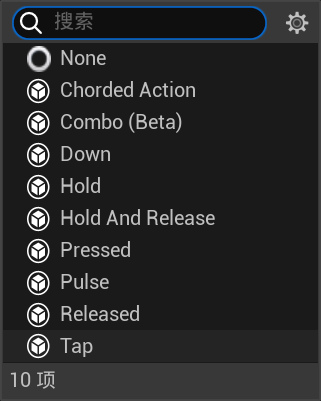 搜索
None
Chorded Action
Combo (Beta)
Down
Hold
Hold And Release
Pressed
Pulse
Released
Tap
10 项